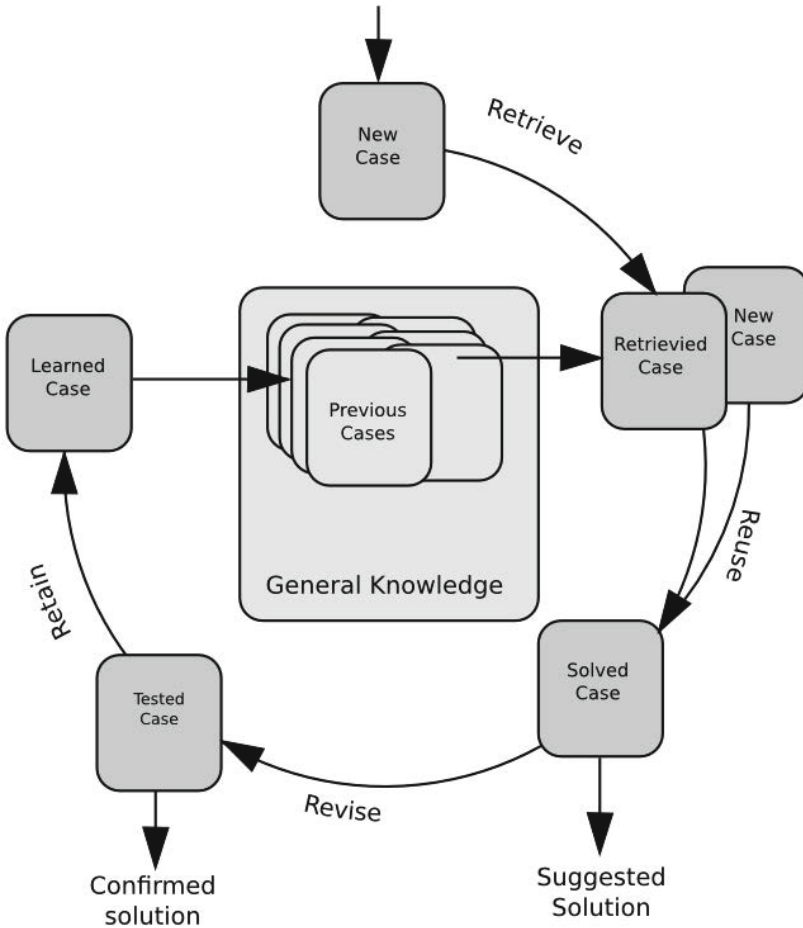 New
Case
Retrieve
Learned
Case
Previous
Cases
General Knowledge
Retrievied
Case
New
Case
Reuse
Solved
Case
Suggested
Solution
Revise
Tested
Case
Confirmed
solution
Retain